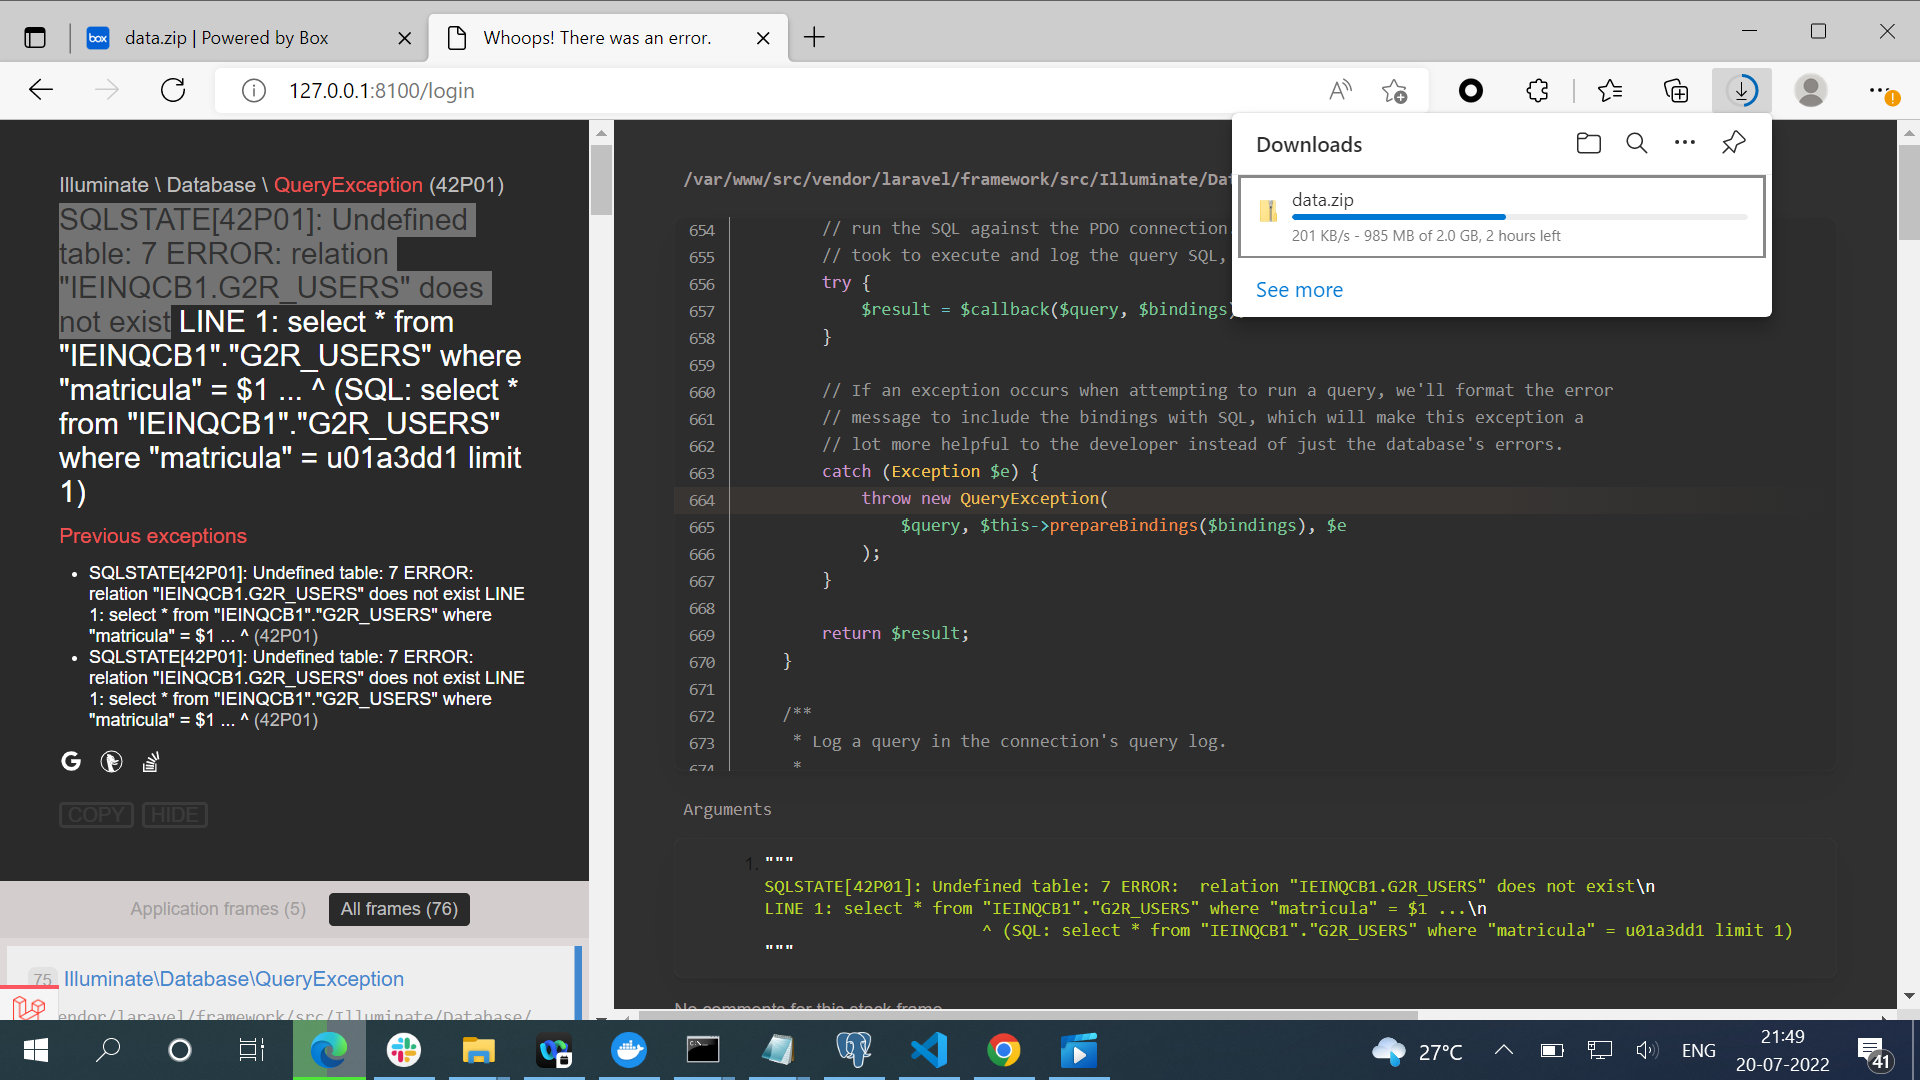 data.zip | Powered by Box
Whoops! There was an error.
127.0.0.1:8100/login
Downloads
data.zip
201 KB/s - 985 MB of 2.0 GB, 2 hours left
See more
Illuminate \ Database \ QueryException (42P01)
SQLSTATE[42P01]: Undefined
table: 7 ERROR: relation
"IEINQCB1.G2R_USERS" does
not exist LINE 1: select * from
"IEINQCB1"."G2R_USERS" where
"matricula" = $1 ... ^ (SQL: select *
from "IEINQCB1"."G2R_USERS"
where "matricula" = u01a3dd1 limit
1)
Previous exceptions
• SQLSTATE[42P01]: Undefined table: 7 ERROR:
relation "IEINQCB1.G2R_USERS" does not exist LINE
1: select * from "IEINQCB1"."G2R_USERS" where
"matricula" = $1 ... ^ (42P01)
• SQLSTATE[42P01]: Undefined table: 7 ERROR:
relation "IEINQCB1.G2R_USERS" does not exist LINE
1: select * from "IEINQCB1"."G2R_USERS" where
"matricula" = $1 ... ^ (42P01)
COPY HIDE
Application frames (5) All frames (76)
75 Illuminate\Database\QueryException
endor/laravel/framework/src/Illuminate/Database/
/var/www/src/vendor/laravel/framework/src/Illuminate/Dat
654 // run the SQL against the PDO connection.
655 // took to execute and log the query SQL,
656 try {
657 $result = $callback($query, $bindings);
658 }
659
660 // If an exception occurs when attempting to run a query, we'll format the error
661 // message to include the bindings with SQL, which will make this exception a
662 // lot more helpful to the developer instead of just the database's errors.
663 catch (Exception $e) {
664 throw new QueryException(
665 $query, $this->prepareBindings($bindings), $e
666 );
667 }
668
669 return $result;
670 }
671
672 /**
673 * Log a query in the connection's query log.
674 *
Arguments
1. """
SQLSTATE[42P01]: Undefined table: 7 ERROR:  relation "IEINQCB1.G2R_USERS" does not exist\n
LINE 1: select * from "IEINQCB1"."G2R_USERS" where "matricula" = $1 ...\n
^ (SQL: select * from "IEINQCB1"."G2R_USERS" where "matricula" = u01a3dd1 limit 1)
"""
No comments for this stack frame.
27°C
ENG
21:49
20-07-2022
41